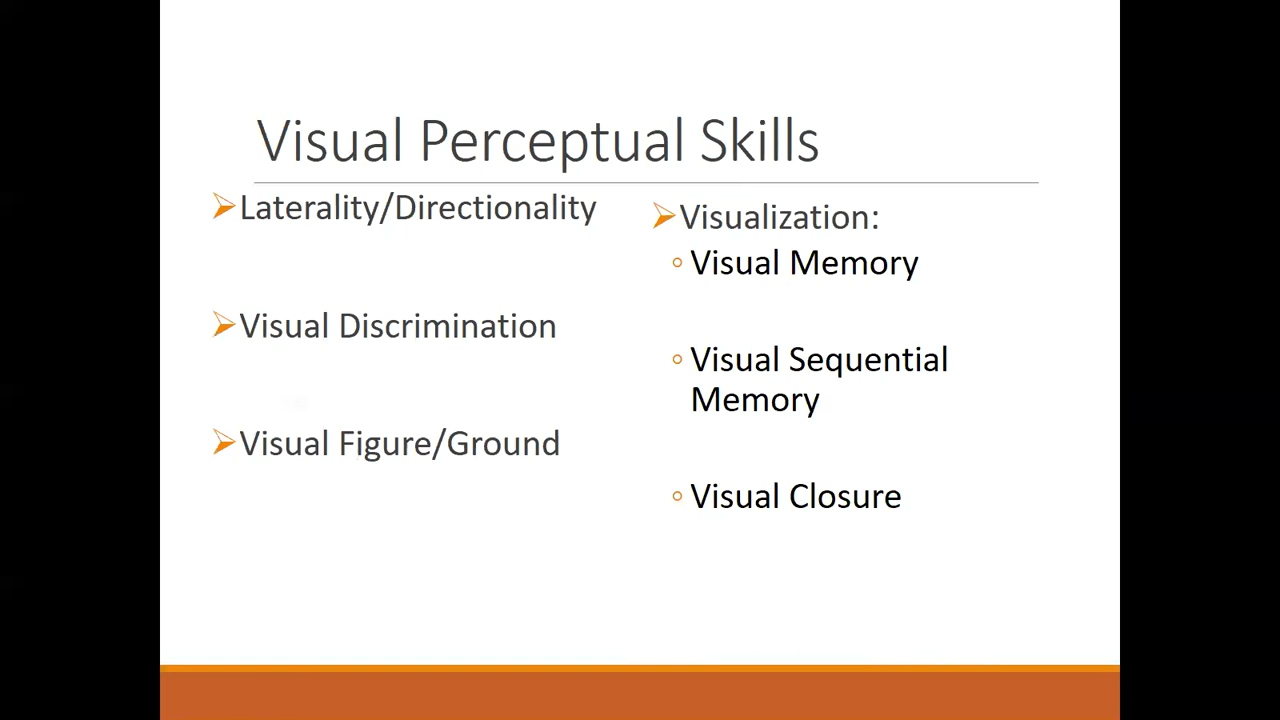 Visual Perceptual Skills
Laterality/Directionality
Visual Discrimination
Visual Figure/Ground
Visualization:
Visual Memory
Visual Sequential
Memory
Visual Closure